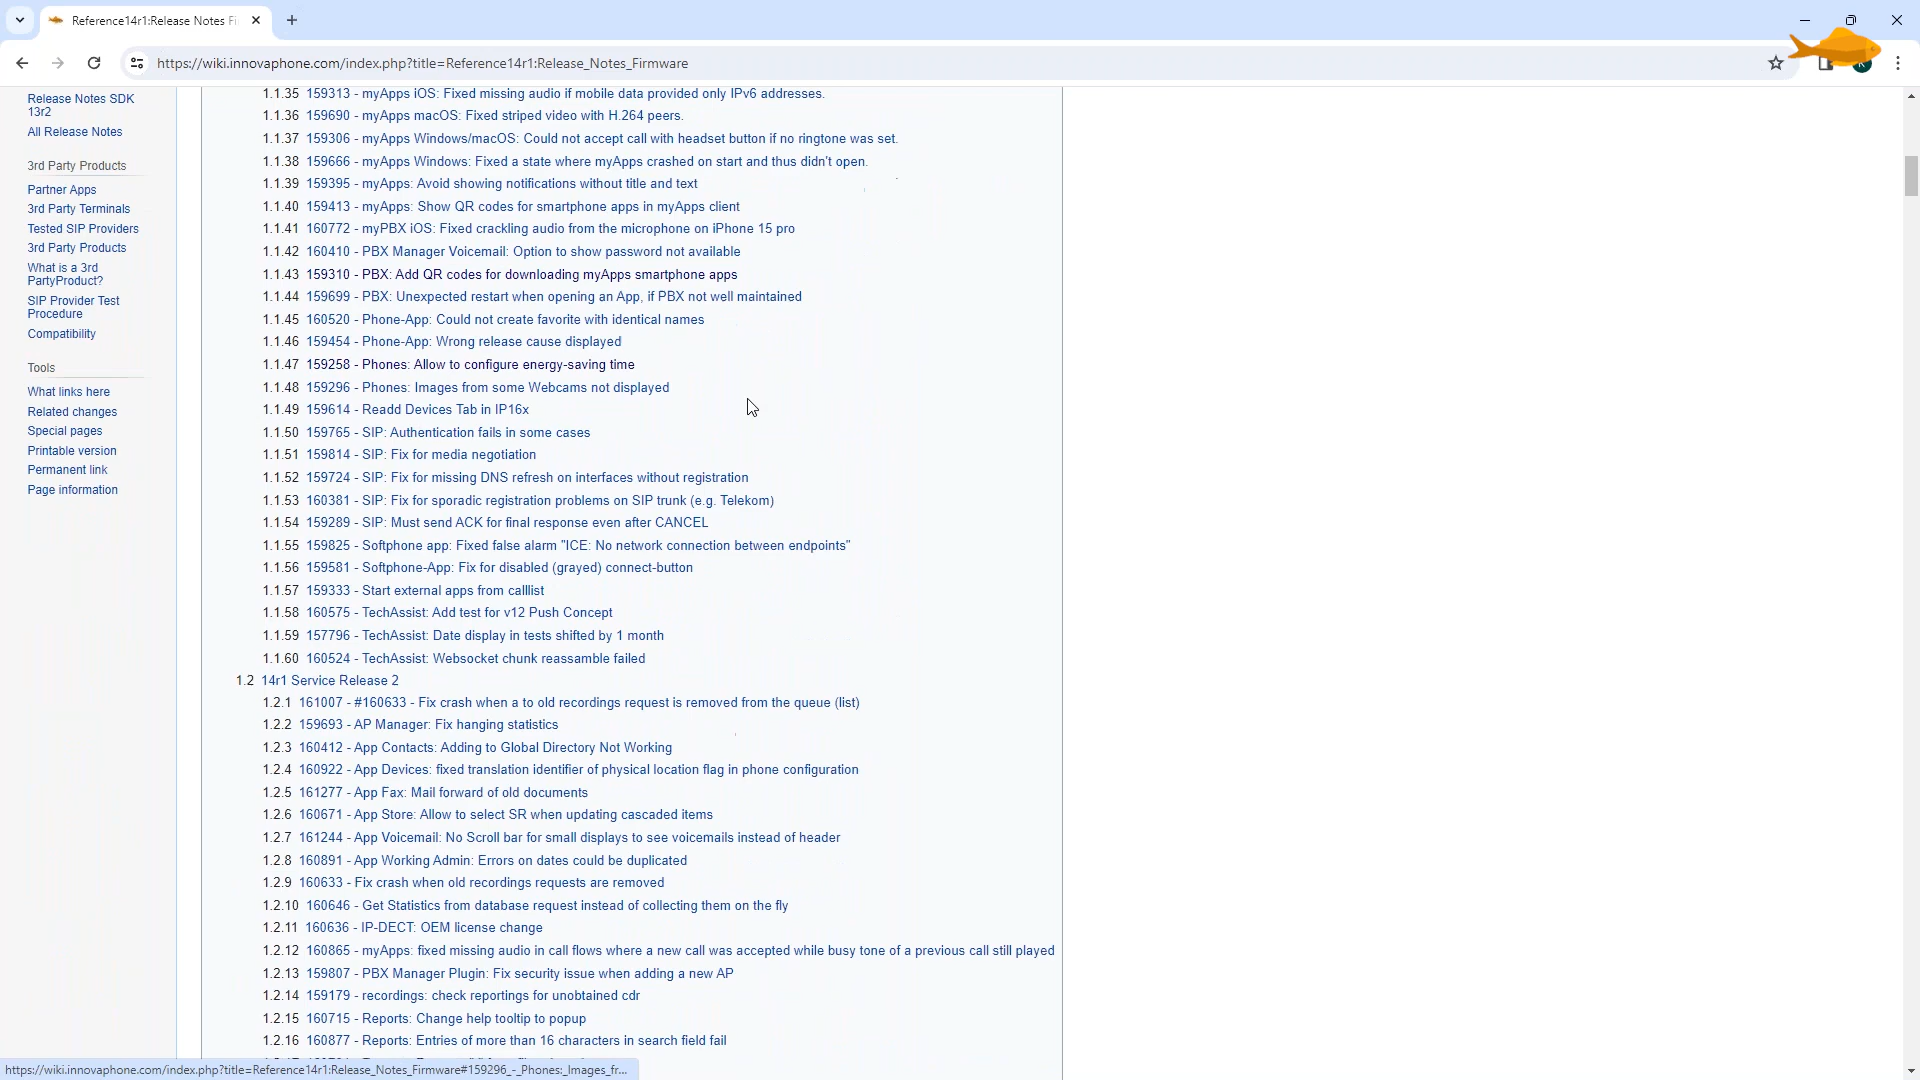 Reference14r1:Release Notes Fi
https://wiki.innovaphone.com/index.php?title=Reference14r1:Release_Notes_Firmware
Release Notes SDK
13r2
All Release Notes
3rd Party Products
Partner Apps
3rd Party Terminals
Tested SIP Providers
3rd Party Products
What is a 3rd
PartyProduct?
SIP Provider Test
Procedure
Compatibility
Tools
What links here
Related changes
Special pages
Printable version
Permanent link
Page information
1.1.35 159313 - myApps iOS: Fixed missing audio if mobile data provided only IPv6 addresses.
1.1.36 159690 - myApps macOS: Fixed striped video with H.264 peers.
1.1.37 159306 - myApps Windows/macOS: Could not accept call with headset button if no ringtone was set.
1.1.38 159666 - myApps Windows: Fixed a state where myApps crashed on start and thus didn't open.
1.1.39 159395 - myApps: Avoid showing notifications without title and text
1.1.40 159413 - myApps: Show QR codes for smartphone apps in myApps client
1.1.41 160772 - myPBX iOS: Fixed crackling audio from the microphone on iPhone 15 pro
1.1.42 160410 - PBX Manager Voicemail: Option to show password not available
1.1.43 159310 - PBX: Add QR codes for downloading myApps smartphone apps
1.1.44 159699 - PBX: Unexpected restart when opening an App, if PBX not well maintained
1.1.45 160520 - Phone-App: Could not create favorite with identical names
1.1.46 159454 - Phone-App: Wrong release cause displayed
1.1.47 159258 - Phones: Allow to configure energy-saving time
1.1.48 159296 - Phones: Images from some Webcams not displayed
1.1.49 159614 - Readd Devices Tab in IP16x
1.1.50 159765 - SIP: Authentication fails in some cases
1.1.51 159814 - SIP: Fix for media negotiation
1.1.52 159724 - SIP: Fix for missing DNS refresh on interfaces without registration
1.1.53 160381 - SIP: Fix for sporadic registration problems on SIP trunk (e.g. Telekom)
1.1.54 159289 - SIP: Must send ACK for final response even after CANCEL
1.1.55 159825 - Softphone app: Fixed false alarm "ICE: No network connection between endpoints"
1.1.56 159581 - Softphone-App: Fix for disabled (grayed) connect-button
1.1.57 159333 - Start external apps from calllist
1.1.58 160575 - TechAssist: Add test for v12 Push Concept
1.1.59 157796 - TechAssist: Date display in tests shifted by 1 month
1.1.60 160524 - TechAssist: Websocket chunk reassamble failed
1.2 14r1 Service Release 2
1.2.1 161007 - #160633 - Fix crash when a to old recordings request is removed from the queue (list)
1.2.2 159693 - AP Manager: Fix hanging statistics
1.2.3 160412 - App Contacts: Adding to Global Directory Not Working
1.2.4 160922 - App Devices: fixed translation identifier of physical location flag in phone configuration
1.2.5 161277 - App Fax: Mail forward of old documents
1.2.6 160671 - App Store: Allow to select SR when updating cascaded items
1.2.7 161244 - App Voicemail: No Scroll bar for small displays to see voicemails instead of header
1.2.8 160891 - App Working Admin: Errors on dates could be duplicated
1.2.9 160633 - Fix crash when old recordings requests are removed
1.2.10 160646 - Get Statistics from database request instead of collecting them on the fly
1.2.11 160636 - IP-DECT: OEM license change
1.2.12 160865 - myApps: fixed missing audio in call flows where a new call was accepted while busy tone of a previous call still played
1.2.13 159807 - PBX Manager Plugin: Fix security issue when adding a new AP
1.2.14 159179 - recordings: check reportings for unobtained cdr
1.2.15 160715 - Reports: Change help tooltip to popup
1.2.16 160877 - Reports: Entries of more than 16 characters in search field fail
https://wiki.innovaphone.com/index.php?title=Reference14r1:Release_Notes_Firmware#159296_-_Phones:_Images_fr...